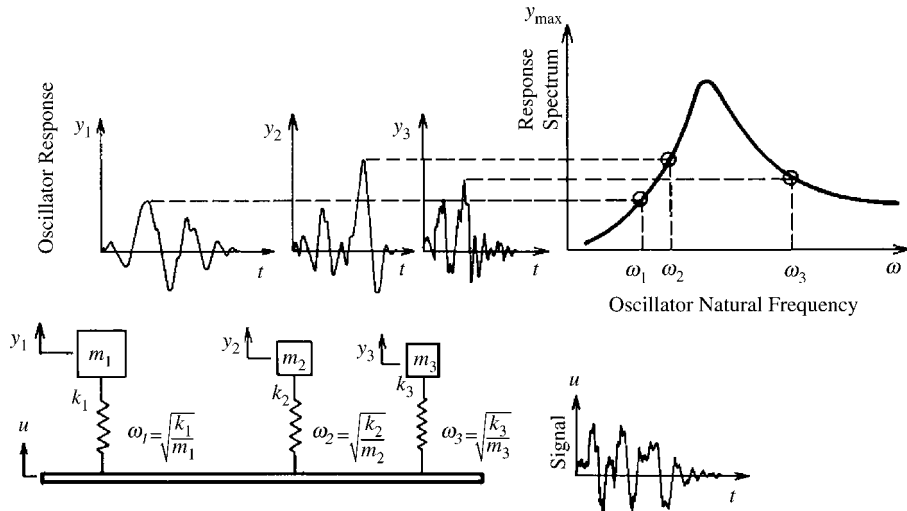 Oscillator Response
y₁
t
y₂
t
y₃
t
y_max
Response
Spectrum
ω₁
ω₂
ω₃
ω
Oscillator Natural Frequency
y₁
m₁
k₁
ω₁=√(k₁/m₁)
y₂
m₂
k₂
ω₂=√(k₂/m₂)
y₃
m₃
k₃
ω₃=√(k₃/m₃)
u
u
Signal
t